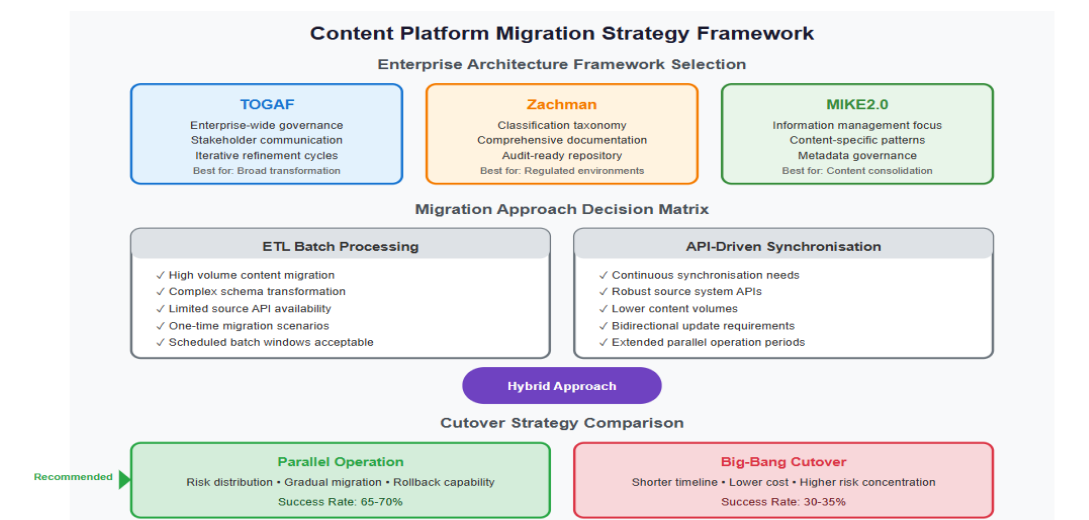 Content Platform Migration Strategy Framework
Enterprise Architecture Framework Selection
TOGAF
Enterprise-wide governance
Stakeholder communication
Iterative refinement cycles
Best for: Broad transformation
Zachman
Classification taxonomy
Comprehensive documentation
Audit-ready repository
Best for: Regulated environments
MIKE2.0
Information management focus
Content-specific patterns
Metadata governance
Best for: Content consolidation
Migration Approach Decision Matrix
ETL Batch Processing
✓ High volume content migration
✓ Complex schema transformation
✓ Limited source API availability
✓ One-time migration scenarios
✓ Scheduled batch windows acceptable
API-Driven Synchronisation
✓ Continuous synchronisation needs
✓ Robust source system APIs
✓ Lower content volumes
✓ Bidirectional update requirements
✓ Extended parallel operation periods
Hybrid Approach
Cutover Strategy Comparison
Recommended
Parallel Operation
Risk distribution • Gradual migration • Rollback capability
Success Rate: 65-70%
Big-Bang Cutover
Shorter timeline • Lower cost • Higher risk concentration
Success Rate: 30-35%